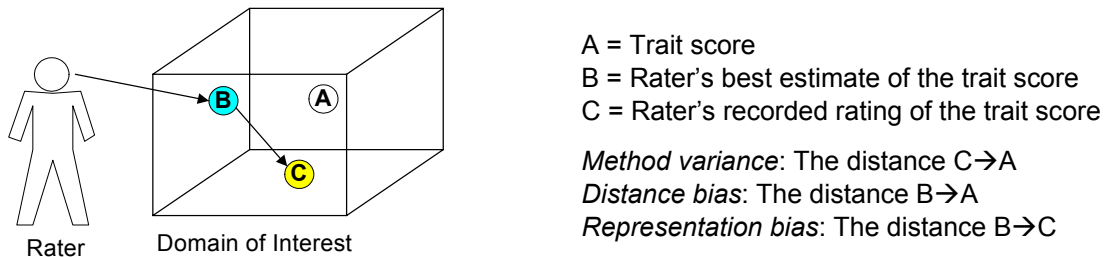 A = Trait score
B = Rater's best estimate of the trait score
C = Rater's recorded rating of the trait score
Method variance: The distance C→A
Distance bias: The distance B→A
Representation bias: The distance B→C
B
A
C
Rater
Domain of Interest